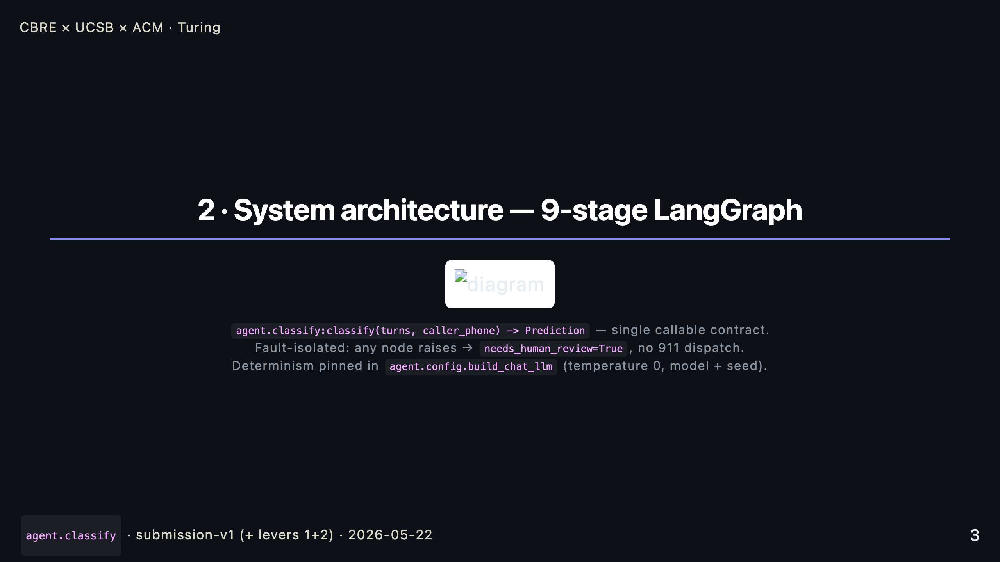 CBRE × UCSB × ACM · Turing
2 · System architecture — 9-stage LangGraph
diagram
agent.classify:classify(turns, caller_phone) -> Prediction — single callable contract.
Fault-isolated: any node raises → needs_human_review=True, no 911 dispatch.
Determinism pinned in agent.config.build_chat_llm (temperature 0, model + seed).
agent.classify · submission-v1 (+ levers 1+2) · 2026-05-22
3